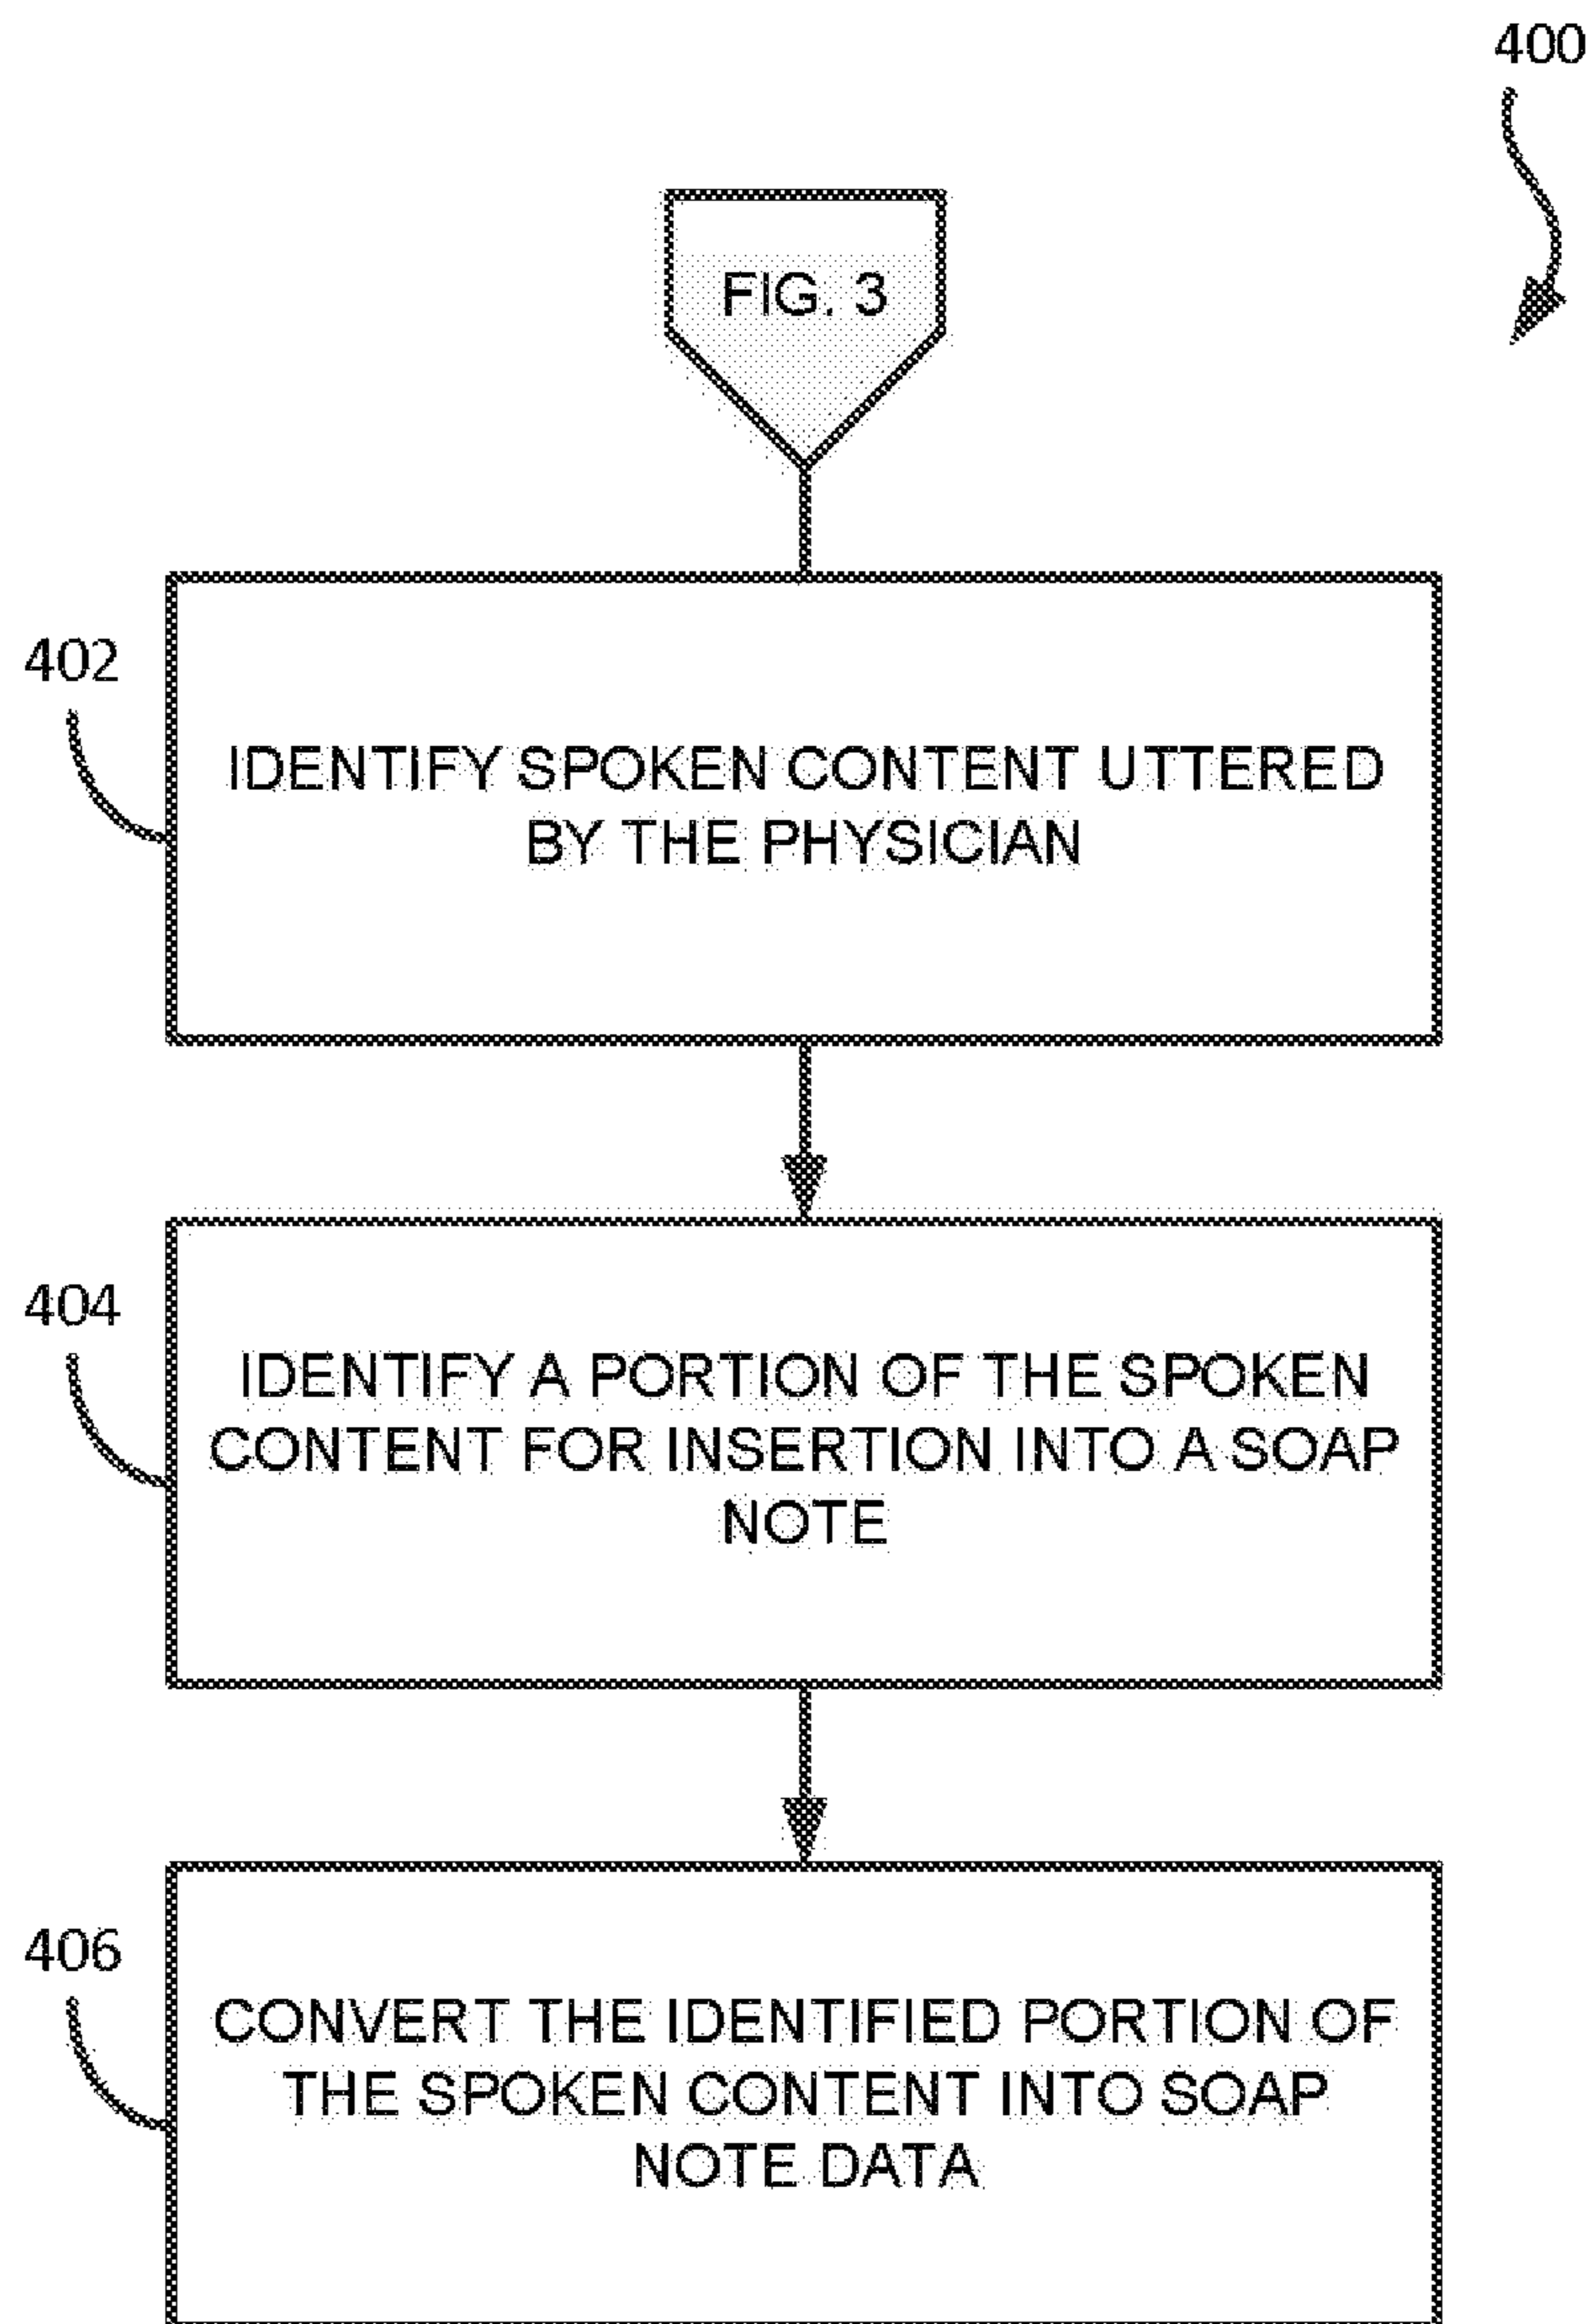 400
FIG. 3
402
IDENTIFY SPOKEN CONTENT UTTERED
BY THE PHYSICIAN
404
IDENTIFY A PORTION OF THE SPOKEN
CONTENT FOR INSERTION INTO A SOAP
NOTE
406
CONVERT THE IDENTIFIED PORTION OF
THE SPOKEN CONTENT INTO SOAP
NOTE DATA